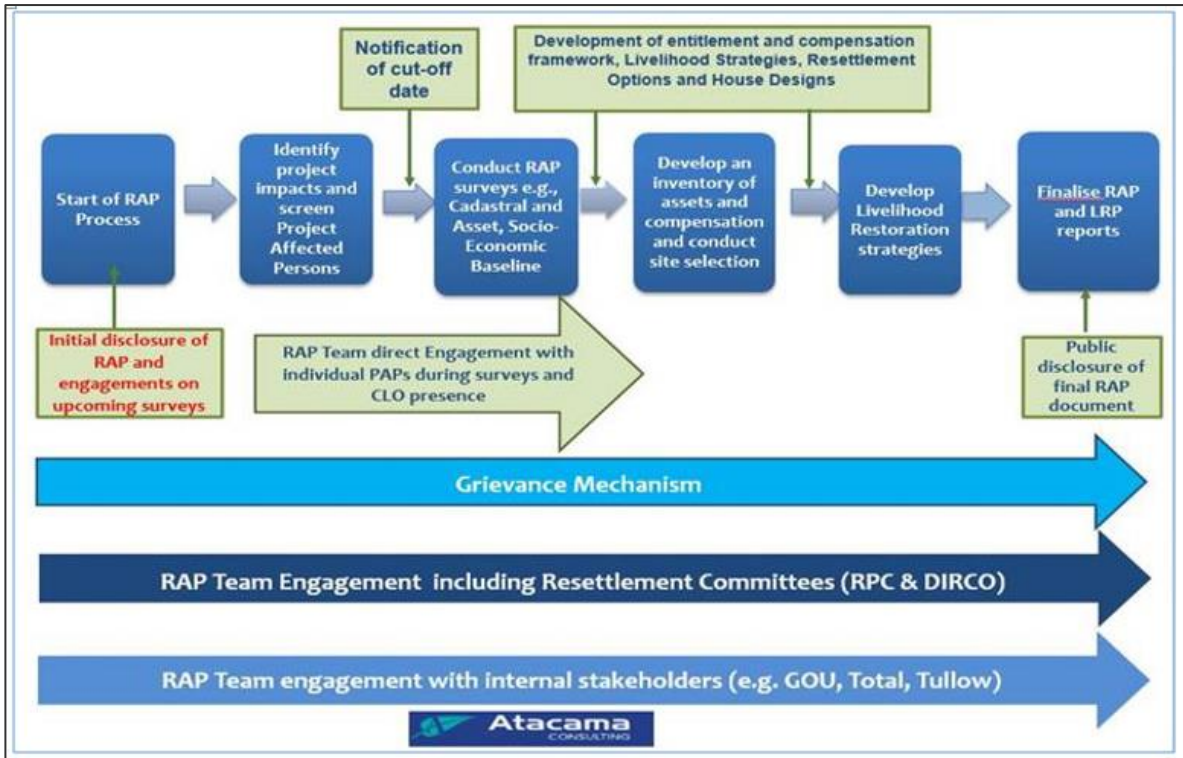 Notification
of cut-off
date
Development of entitlement and compensation
framework, Livelihood Strategies, Resettlement
Options and House Designs
Start of RAP
Process
Identify
project
impacts and
screen
Project
Affected
Persons
Conduct RAP
surveys e.g.,
Cadastral and
Asset, Socio-
Economic
Baseline
Develop an
inventory of
assets and
compensation
and conduct
site selection
Develop
Livelihood
Restoration
strategies
Finalise RAP
and LRP
reports
Initial disclosure of
RAP and
engagements on
upcoming surveys
RAP Team direct Engagement with
individual PAPs during surveys and
CLO presence
Public
disclosure of
final RAP
document
Grievance Mechanism
RAP Team Engagement including Resettlement Committees (RPC & DIRCO)
RAP Team engagement with internal stakeholders (e.g. GOU, Total, Tullow)
Atacama
CONSULTING